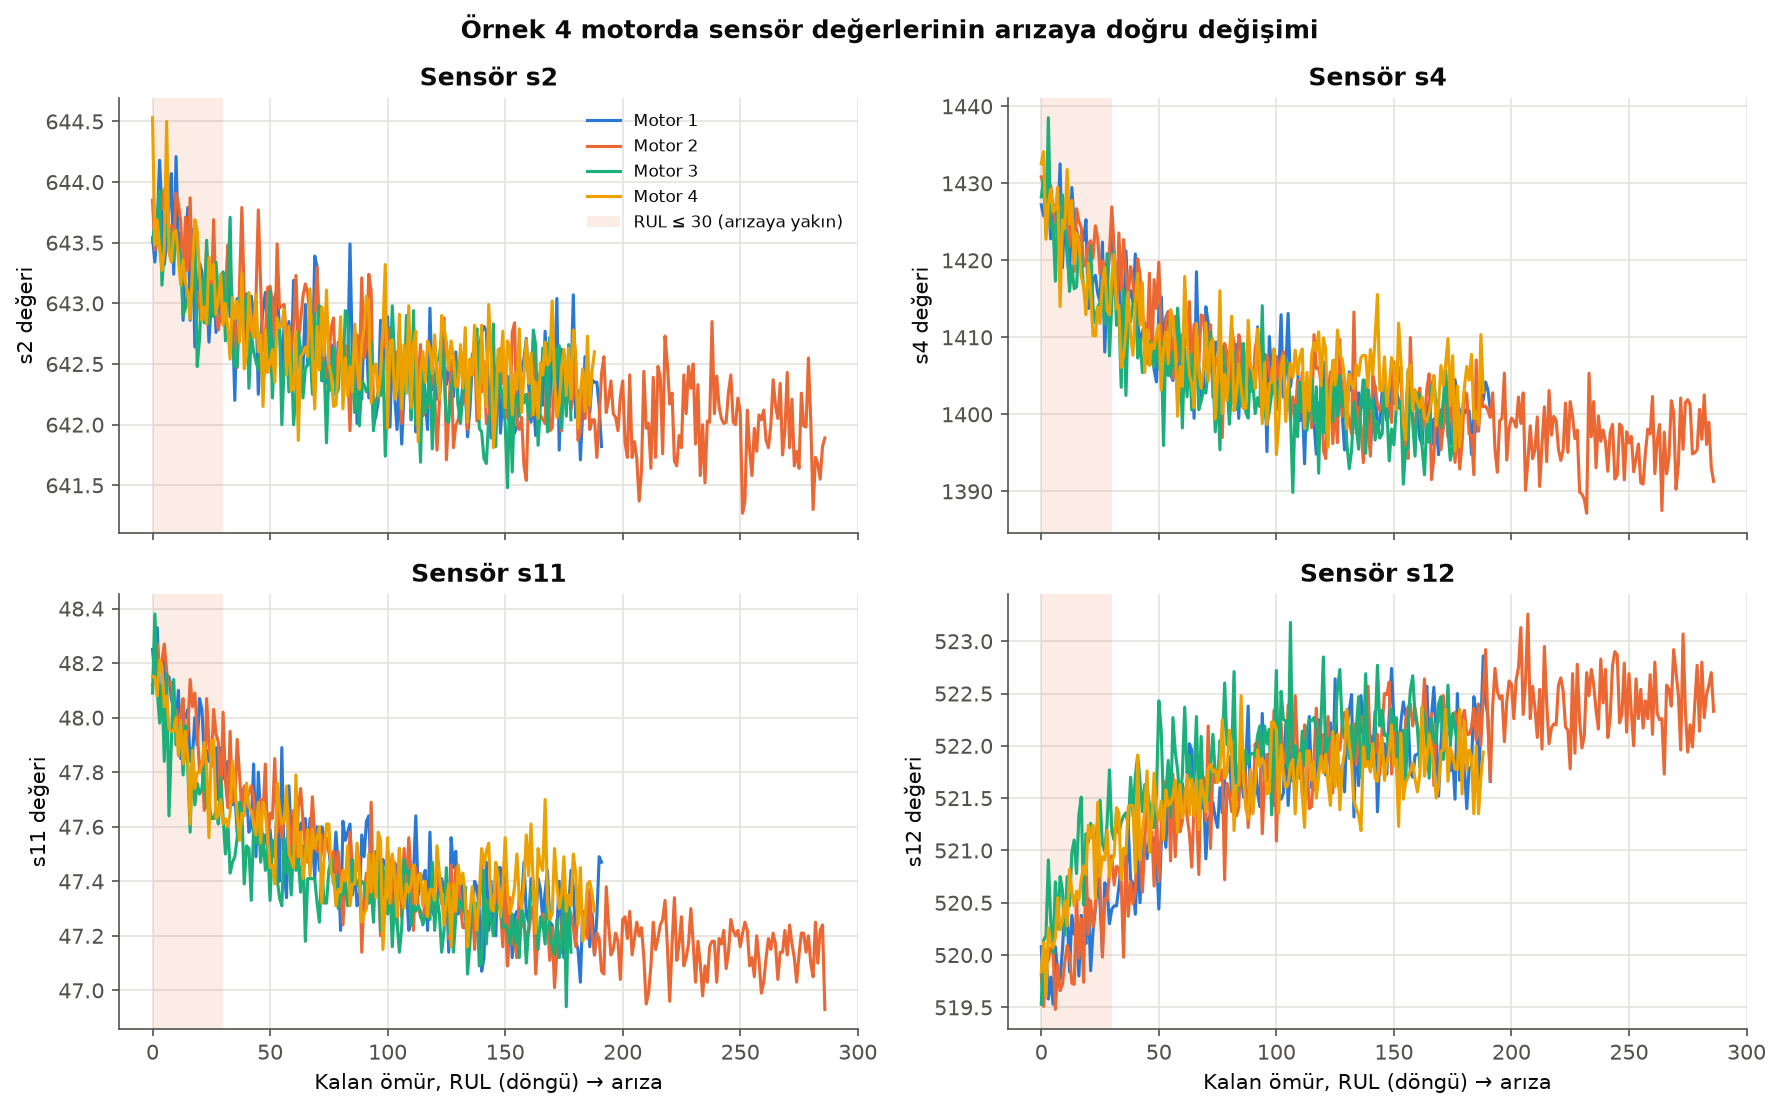 Örnek 4 motorda sensör değerlerinin arızaya doğru değişimi
Sensör s2
s2 değeri
644.5
644.0
643.5
643.0
642.5
642.0
641.5
Motor 1
Motor 2
Motor 3
Motor 4
RUL ≤ 30 (arızaya yakın)
Sensör s4
s4 değeri
1440
1430
1420
1410
1400
1390
Sensör s11
s11 değeri
48.4
48.2
48.0
47.8
47.6
47.4
47.2
47.0
0 50 100 150 200 250 300
Kalan ömür, RUL (döngü) → arıza
Sensör s12
s12 değeri
523.0
522.5
522.0
521.5
521.0
520.5
520.0
519.5
0 50 100 150 200 250 300
Kalan ömür, RUL (döngü) → arıza